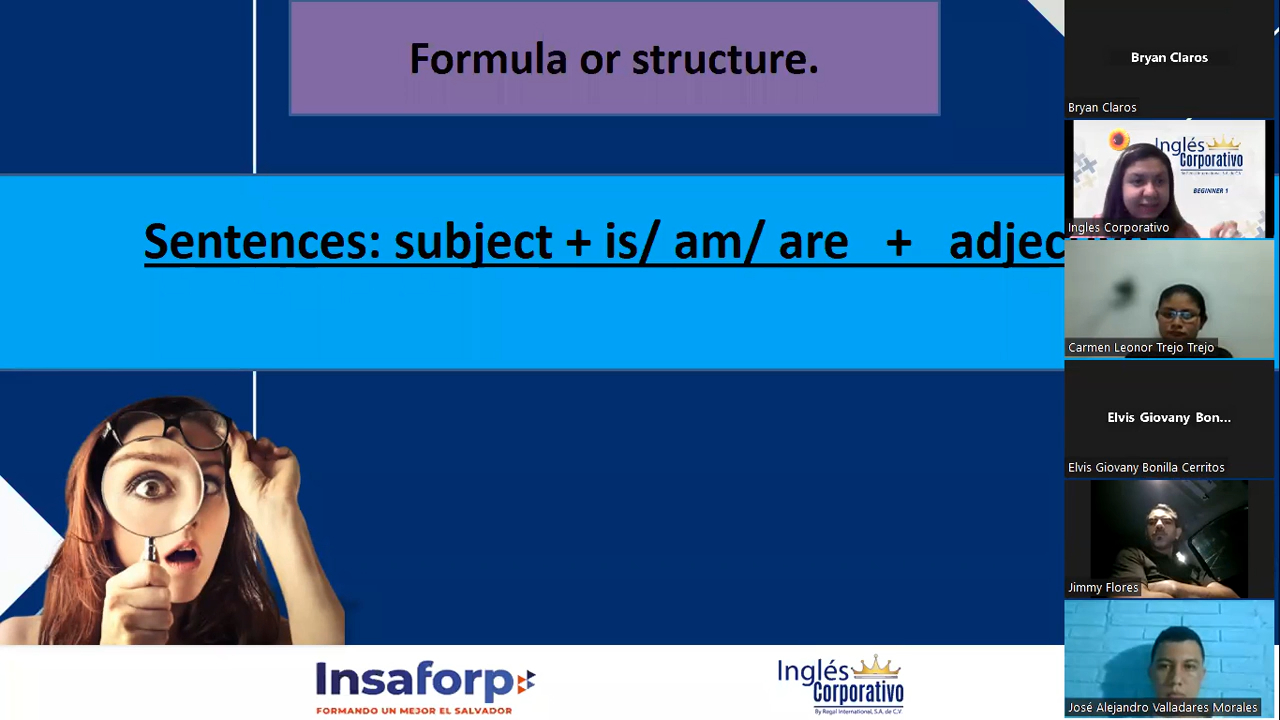 Formula or structure.
Sentences: subject + is/ am/ are + adjec
Insaforp
FORMANDO UN MEJOR EL SALVADOR
Inglés
Corporativo
By Regal International, S.A. de C.V
Bryan Claros
Bryan Claros
Inglés
Corporativo
BEGINNER 1
Ingles Corporativo
Carmen Leonor Trejo Trejo
Elvis Giovany Bon...
Elvis Giovany Bonilla Cerritos
Jimmy Flores
José Alejandro Valladares Morales